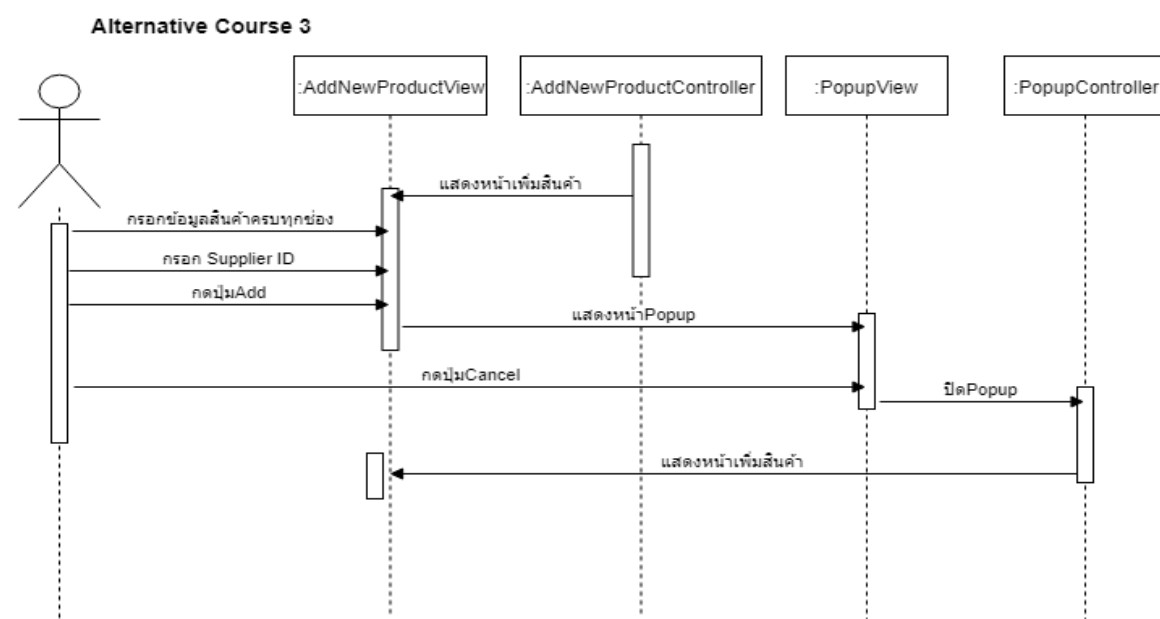 Alternative Course 3
:AddNewProductView
:AddNewProductController
:PopupView
:PopupController
แสดงหน้าเพิ่มสินค้า
กรอกข้อมูลสินค้าครบทุกช่อง
กรอก Supplier ID
กดปุ่มAdd
แสดงหน้าPopup
กดปุ่มCancel
ปิดPopup
แสดงหน้าเพิ่มสินค้า